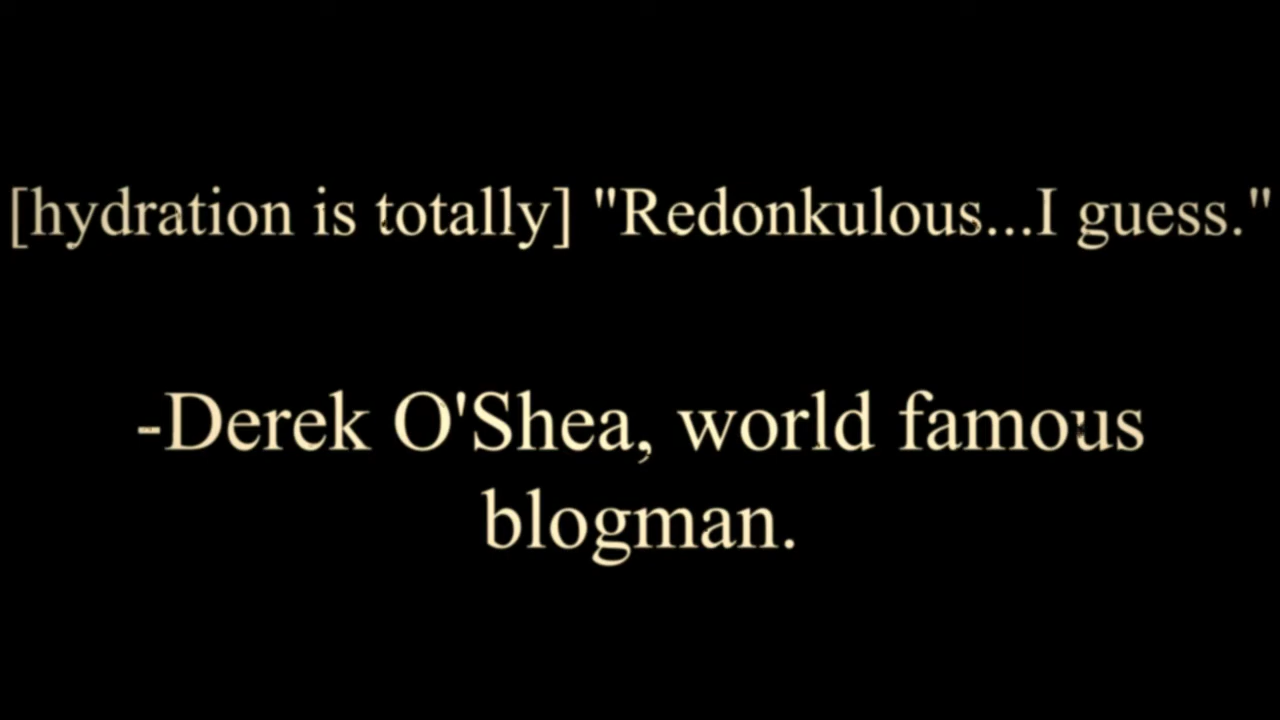 [hydration is totally] "Redonkulous...I guess."
-Derek O'Shea, world famous
blogman.